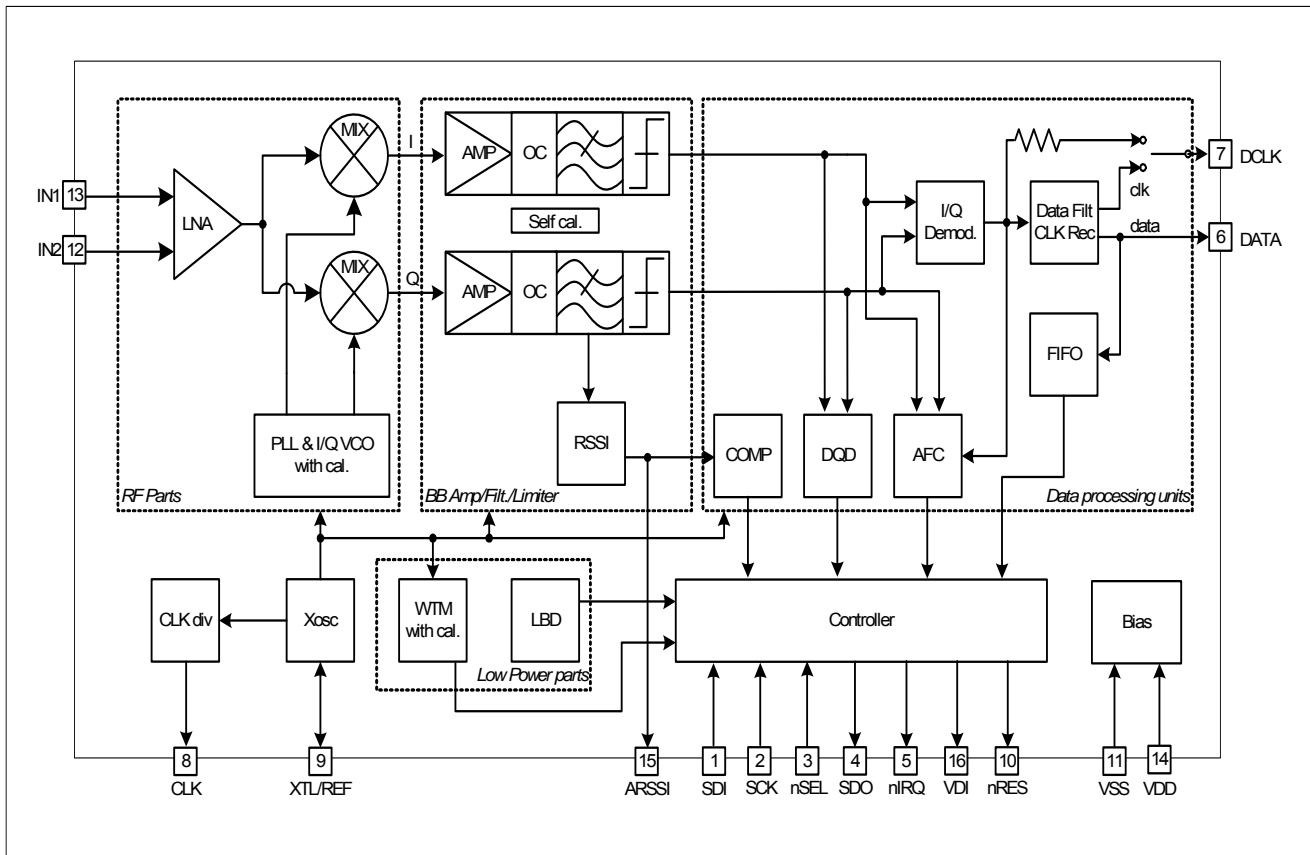 MIX
I
AMP
OC
7
DCLK
clk
IN1
13
LNA
Self cal.
I/Q
Demod.
Data Filt
CLK Rec
data
6
DATA
IN2
12
MIX
Q
AMP
OC
FIFO
PLL & I/Q VCO
with cal.
RSSI
COMP
DQD
AFC
RF Parts
BB Amp/Filt./Limiter
Data processing units
CLK div
Xosc
WTM
with cal.
LBD
Controller
Bias
Low Power parts
8
9
15
1
2
3
4
5
16
10
11
14
CLK
XTL/REF
ARSSI
SDI
SCK
nSEL
SDO
nIRQ
VDI
nRES
VSS
VDD